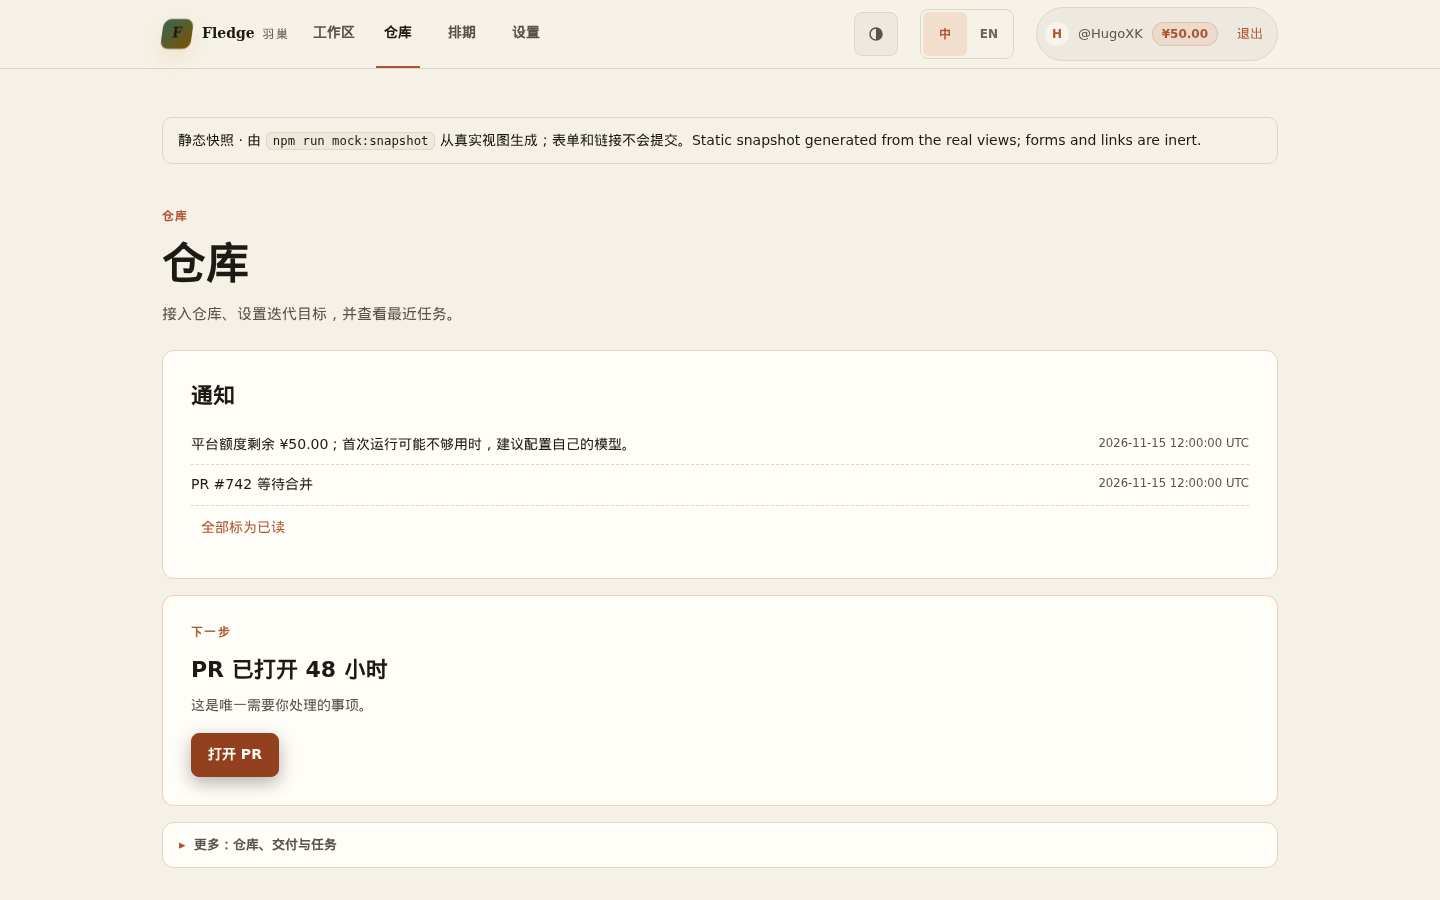 F Fledge 羽巢 工作区 仓库 排期 设置 中 EN H @HugoXK ¥50.00 退出
静态快照 · 由 npm run mock:snapshot 从真实视图生成；表单和链接不会提交。Static snapshot generated from the real views; forms and links are inert.
仓库
仓库
接入仓库、设置迭代目标，并查看最近任务。
通知
平台额度剩余 ¥50.00；首次运行可能不够用时，建议配置自己的模型。 2026-11-15 12:00:00 UTC
PR #742 等待合并 2026-11-15 12:00:00 UTC
全部标为已读
下一步
PR 已打开 48 小时
这是唯一需要你处理的事项。
打开 PR
▸ 更多：仓库、交付与任务